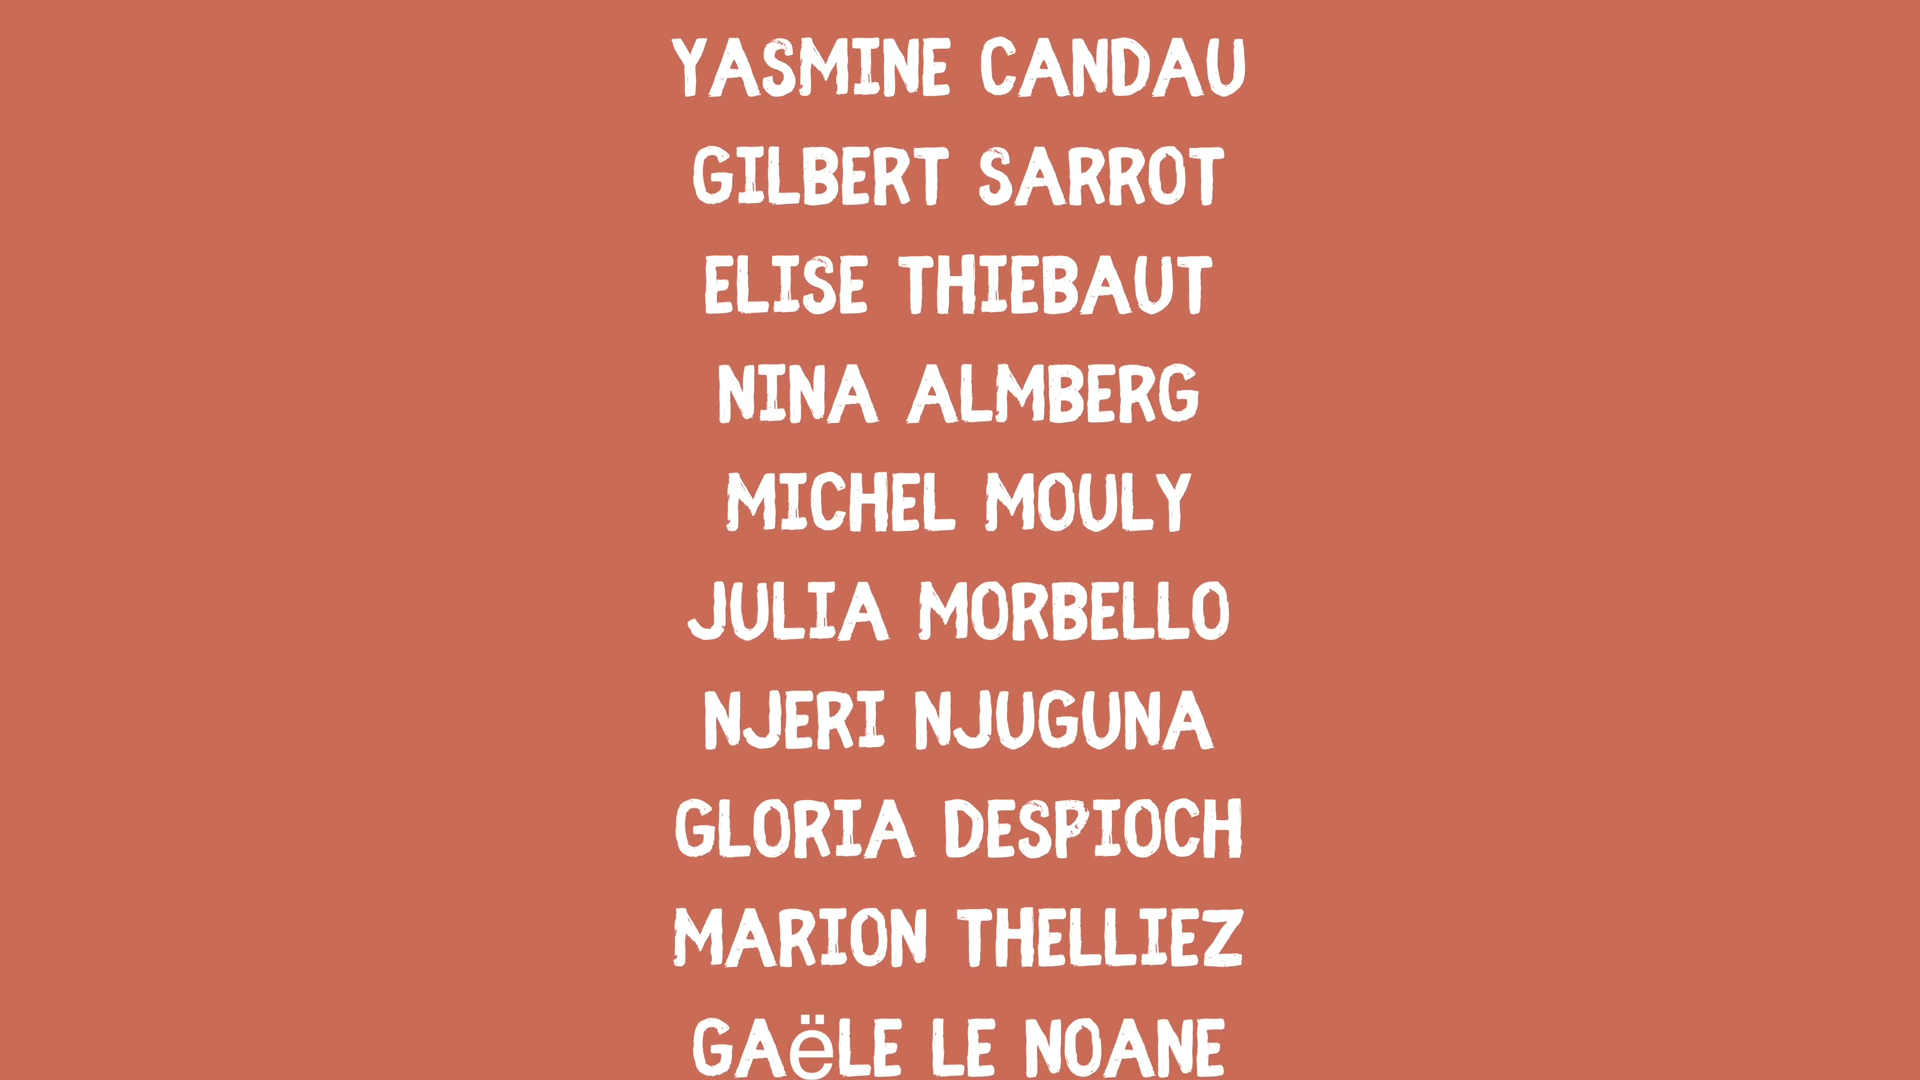 YASMINE CANDAU
GILBERT SARROT
ELISE THIEBAUT
NINA ALMBERG
MICHEL MOULY
JULIA MORBELLO
NJERI NJUGUNA
GLORIA DESPIOCH
MARION THELLIEZ
GAëLE LE NOANE